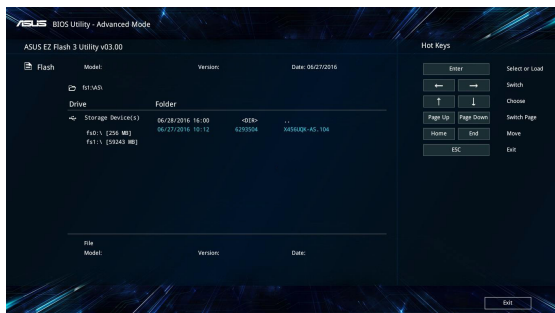 ASUS BIOS Utility - Advanced Mode
ASUS EZ Flash 3 Utility v03.00
Flash
Model: Version: Date: 06/27/2016
fs1:\A5\
Drive Folder
Storage Device(s)
fs0:\ [256 MB]
fs1:\ [59243 MB]
06/28/2016 16:00 <DIR> ..
06/27/2016 10:12 6293504 X456UQK-A5.104
File
Model: Version: Date:
Hot Keys
Enter Select or Load
← → Switch
↑ ↓ Choose
Page Up Page Down Switch Page
Home End Move
ESC Exit
Exit